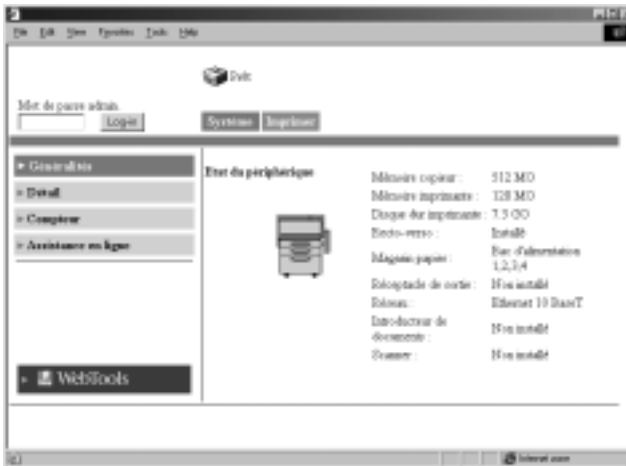 File Edit View Favorites Tools Help
Prêt
Mot de passe admin.
Log-in
Système Imprimer
Généralités
Détail
Compteur
Assistance en ligne
WebTools
Etat du périphérique
Mémoire copieur : 512 MO
Mémoire imprimante : 128 MO
Disque dur imprimante : 7.5 GO
Recto-verso : Installé
Magasin papier : Bac d'alimentation
1,2,3,4
Réceptacle de sortie : Non installé
Réseau : Ethernet 10 BaseT
Introducteur de
documents : Non installé
Scanner : Non installé
Internet zone